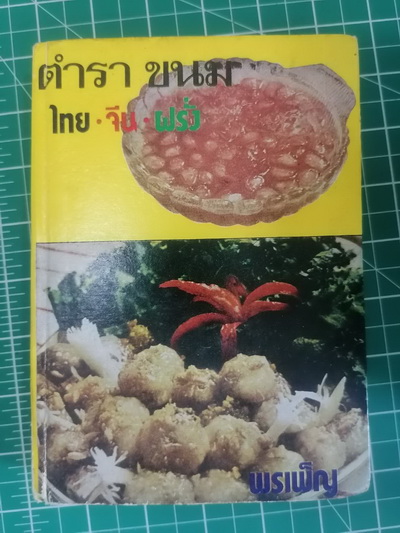 ตำรา ขนม
ไทย · จีน · ฝรั่ง
พรเพ็ญ